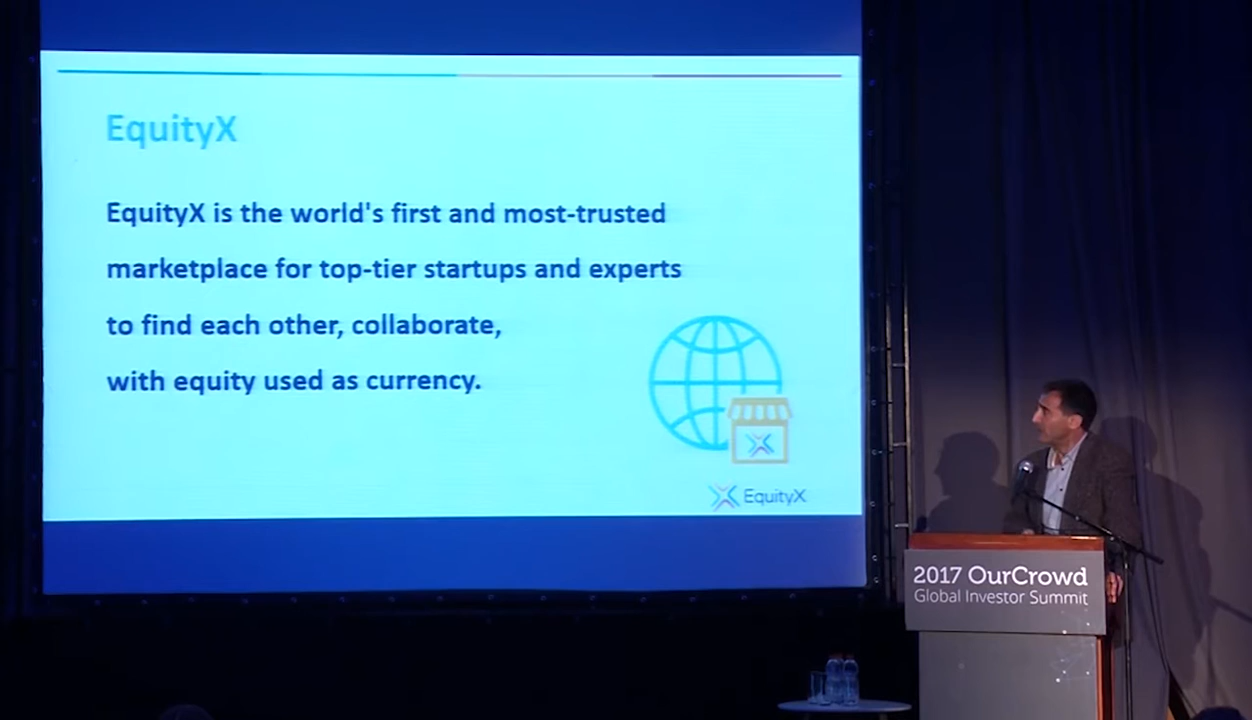 EquityX
EquityX is the world's first and most-trusted
marketplace for top-tier startups and experts
to find each other, collaborate,
with equity used as currency.
EquityX
2017 OurCrowd
Global Investor Summit